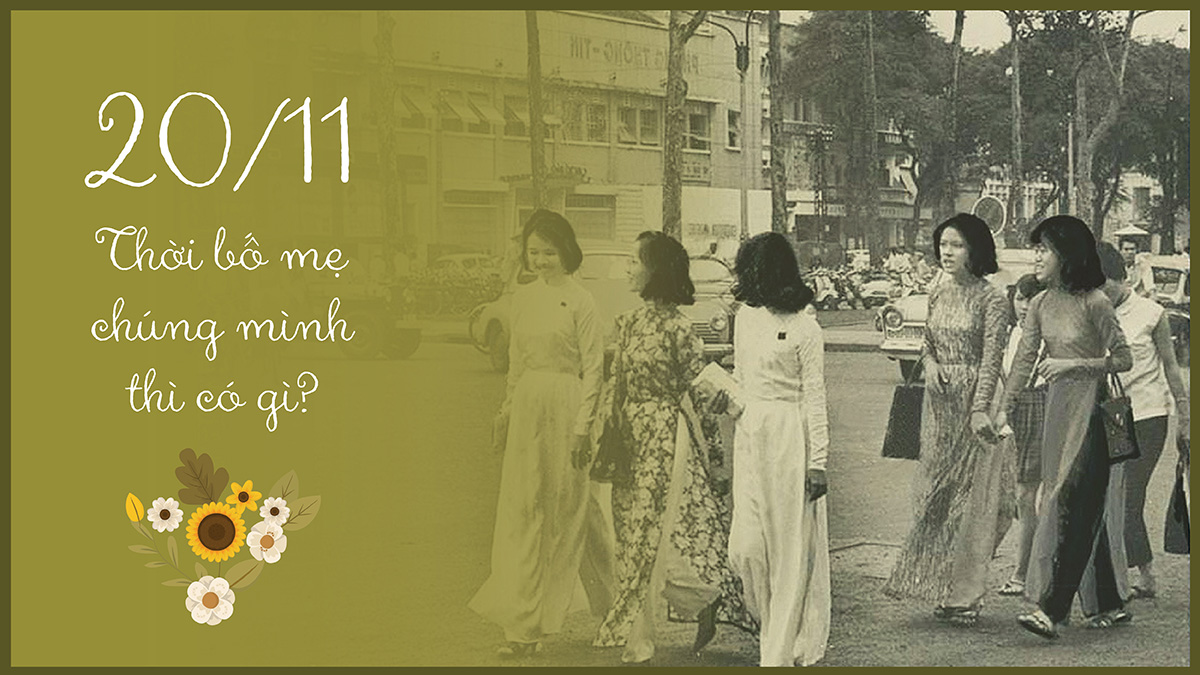 20/11
Thời bố mẹ
chúng mình
thì có gì?